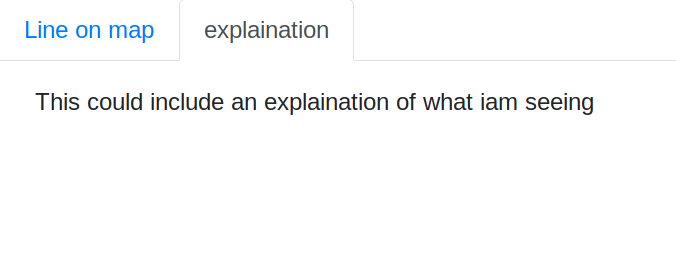 Line on map explaination
This could include an explaination of what iam seeing